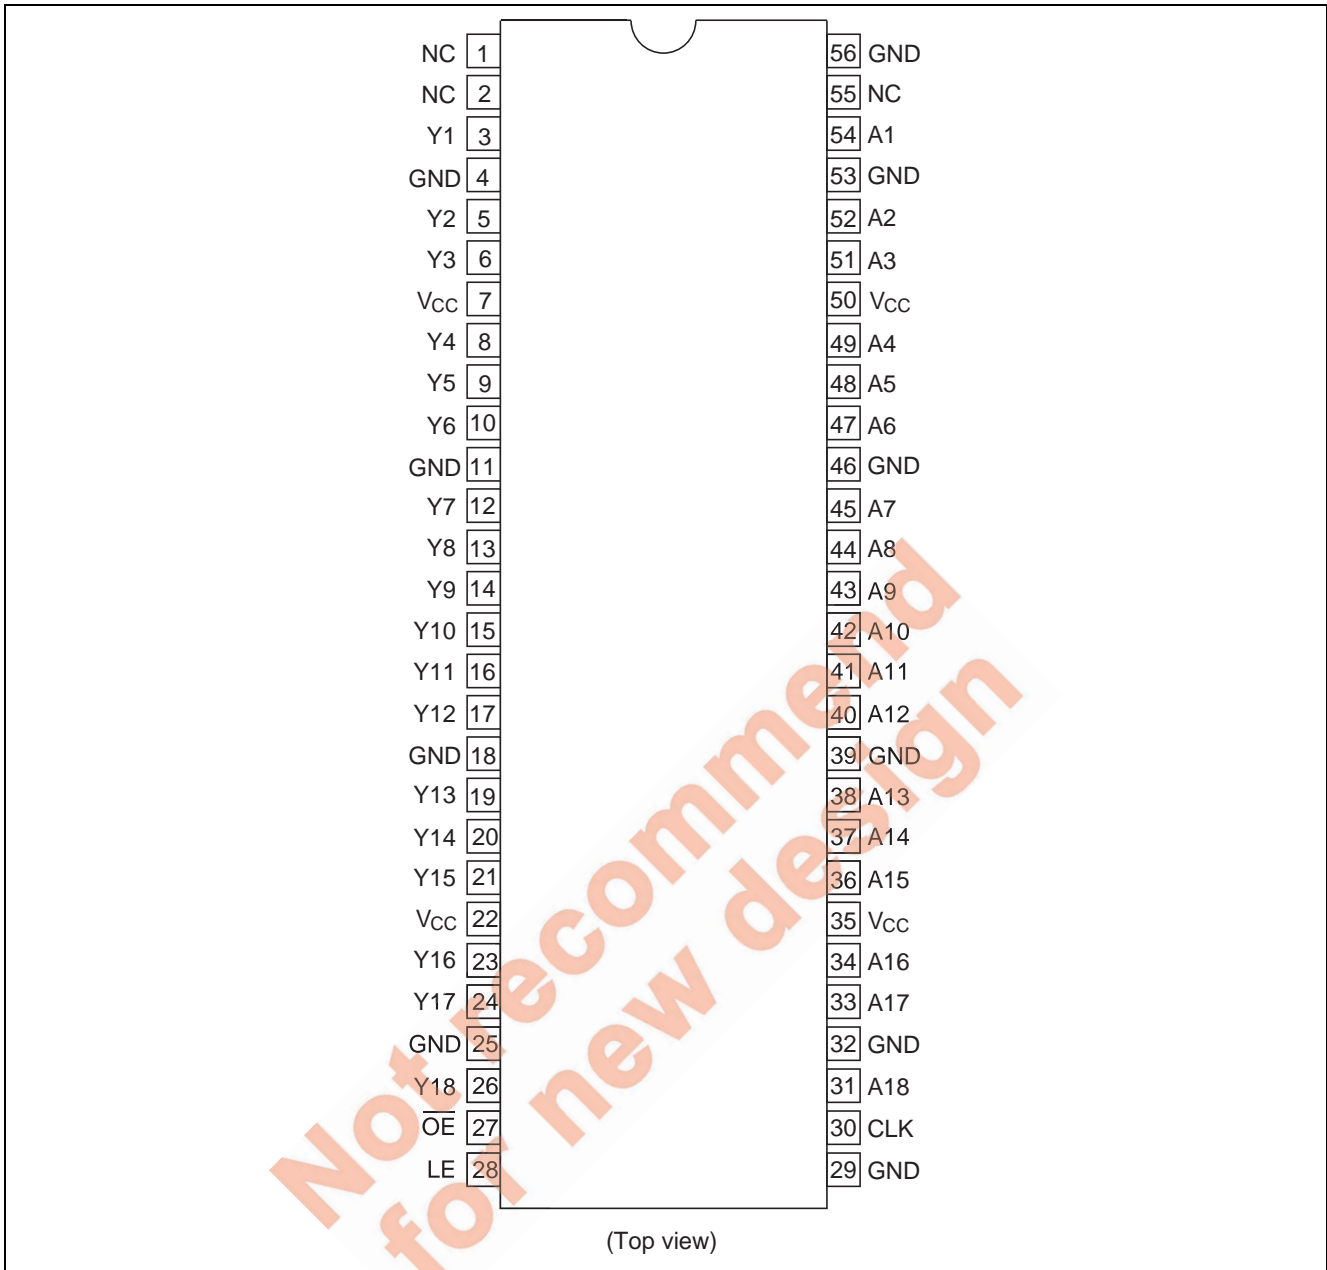 NC 1 56 GND
NC 2 55 NC
Y1 3 54 A1
GND 4 53 GND
Y2 5 52 A2
Y3 6 51 A3
VCC 7 50 VCC
Y4 8 49 A4
Y5 9 48 A5
Y6 10 47 A6
GND 11 46 GND
Y7 12 45 A7
Y8 13 44 A8
Y9 14 43 A9
Y10 15 42 A10
Y11 16 41 A11
Y12 17 40 A12
GND 18 39 GND
Y13 19 38 A13
Y14 20 37 A14
Y15 21 36 A15
VCC 22 35 VCC
Y16 23 34 A16
Y17 24 33 A17
GND 25 32 GND
Y18 26 31 A18
O̅E̅ 27 30 CLK
LE 28 29 GND
(Top view)
Not recommend
for new design